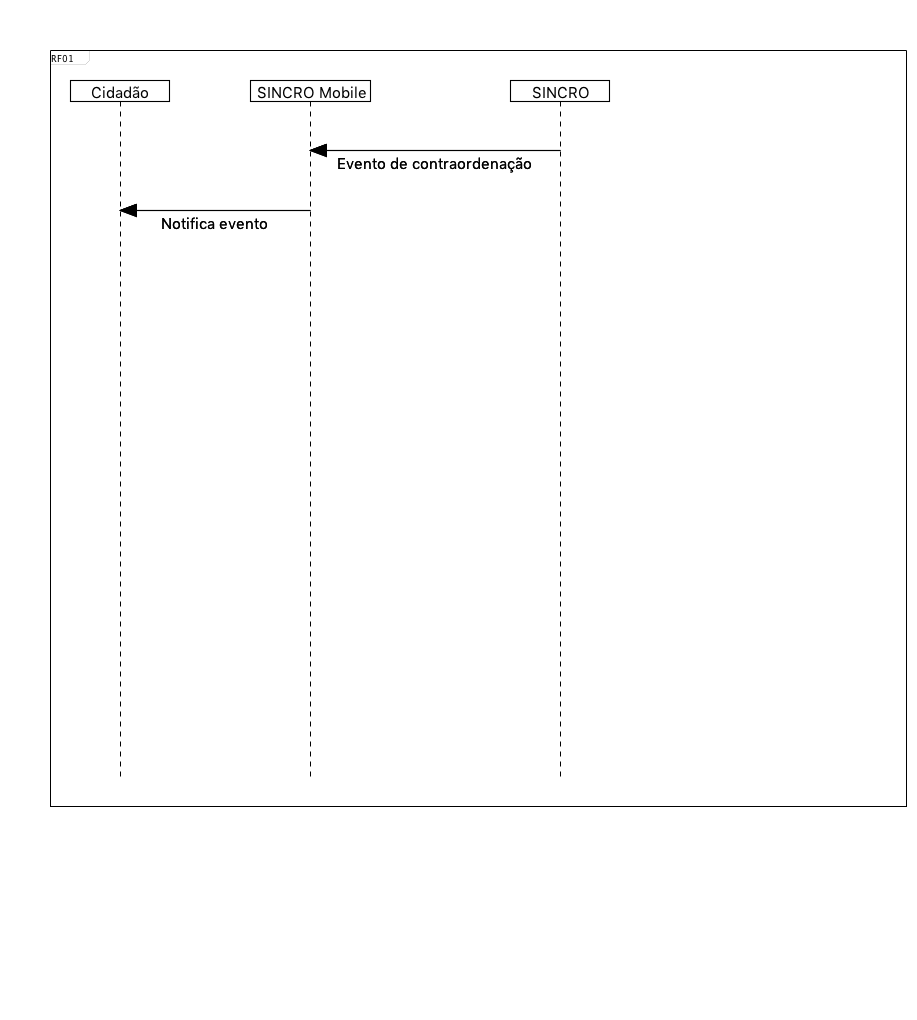 RF01
Cidadão
SINCRO Mobile
SINCRO
Evento de contraordenação
Notifica evento